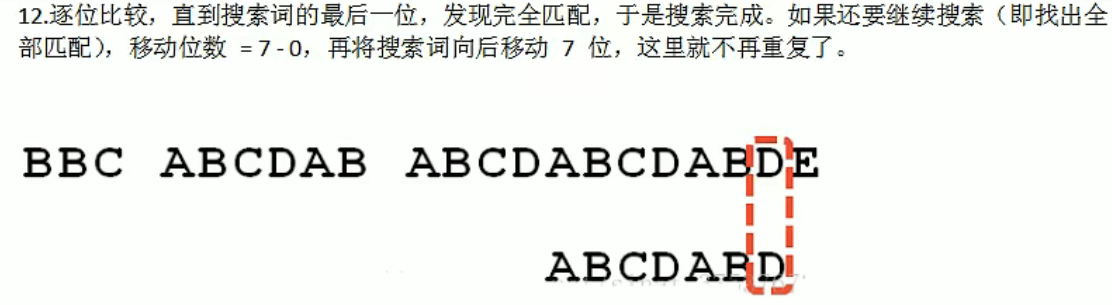 12.逐位比较，直到搜索词的最后一位，发现完全匹配，于是搜索完成。如果还要继续搜索（即找出全
部匹配），移动位数 = 7 - 0，再将搜索词向后移动 7 位，这里就不再重复了。
BBC ABCDAB ABCDABCDABDE
ABCDABD